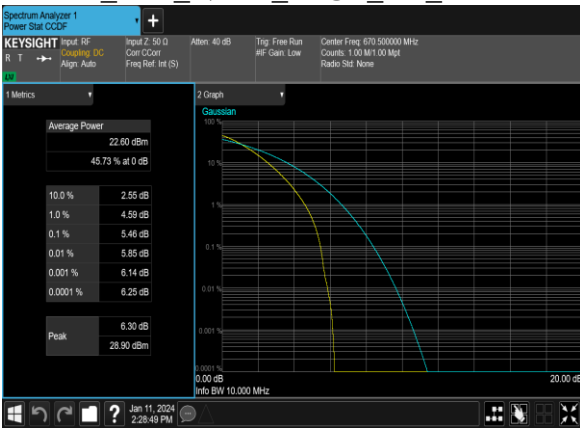 Spectrum Analyzer 1
Power Stat CCDF
KEYSIGHT
R T
LV
Input: RF
Coupling: DC
Align: Auto
Input Z: 50 Ω
Corr CCorr
Freq Ref: Int (S)
Atten: 40 dB
Trig: Free Run
#IF Gain: Low
Center Freq: 670.500000 MHz
Counts: 1.00 M/1.00 Mpt
Radio Std: None
1 Metrics
Average Power
22.60 dBm
45.73 % at 0 dB
10.0 % 2.55 dB
1.0 % 4.59 dB
0.1 % 5.46 dB
0.01 % 5.85 dB
0.001 % 6.14 dB
0.0001 % 6.25 dB
Peak
6.30 dB
28.90 dBm
2 Graph
Gaussian
100 %
10 %
1 %
0.1 %
0.01 %
0.001 %
0.0001 %
0.00 dB
20.00 dB
Info BW 10.000 MHz
?
Jan 11, 2024
2:28:49 PM